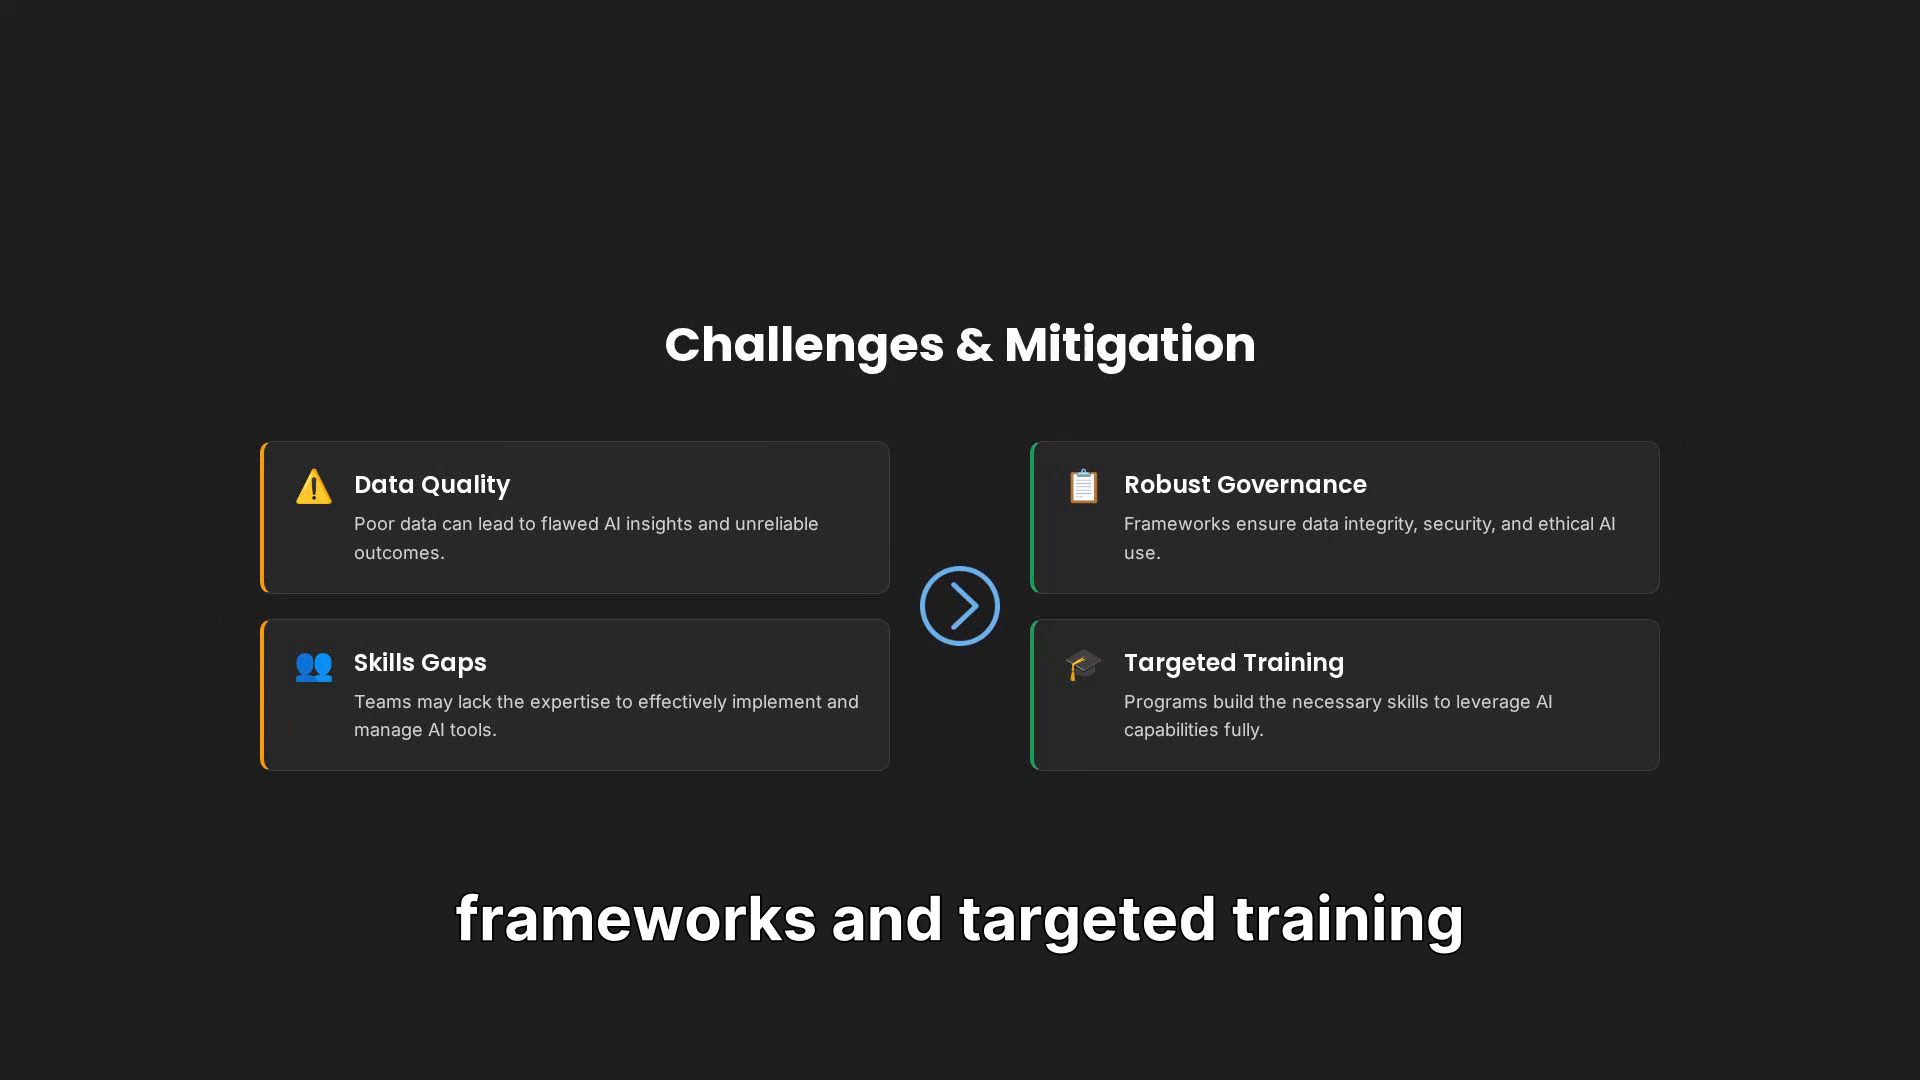 Challenges & Mitigation
Data Quality
Poor data can lead to flawed AI insights and unreliable
outcomes.
Skills Gaps
Teams may lack the expertise to effectively implement and
manage AI tools.
Robust Governance
Frameworks ensure data integrity, security, and ethical AI
use.
Targeted Training
Programs build the necessary skills to leverage AI
capabilities fully.
frameworks and targeted training